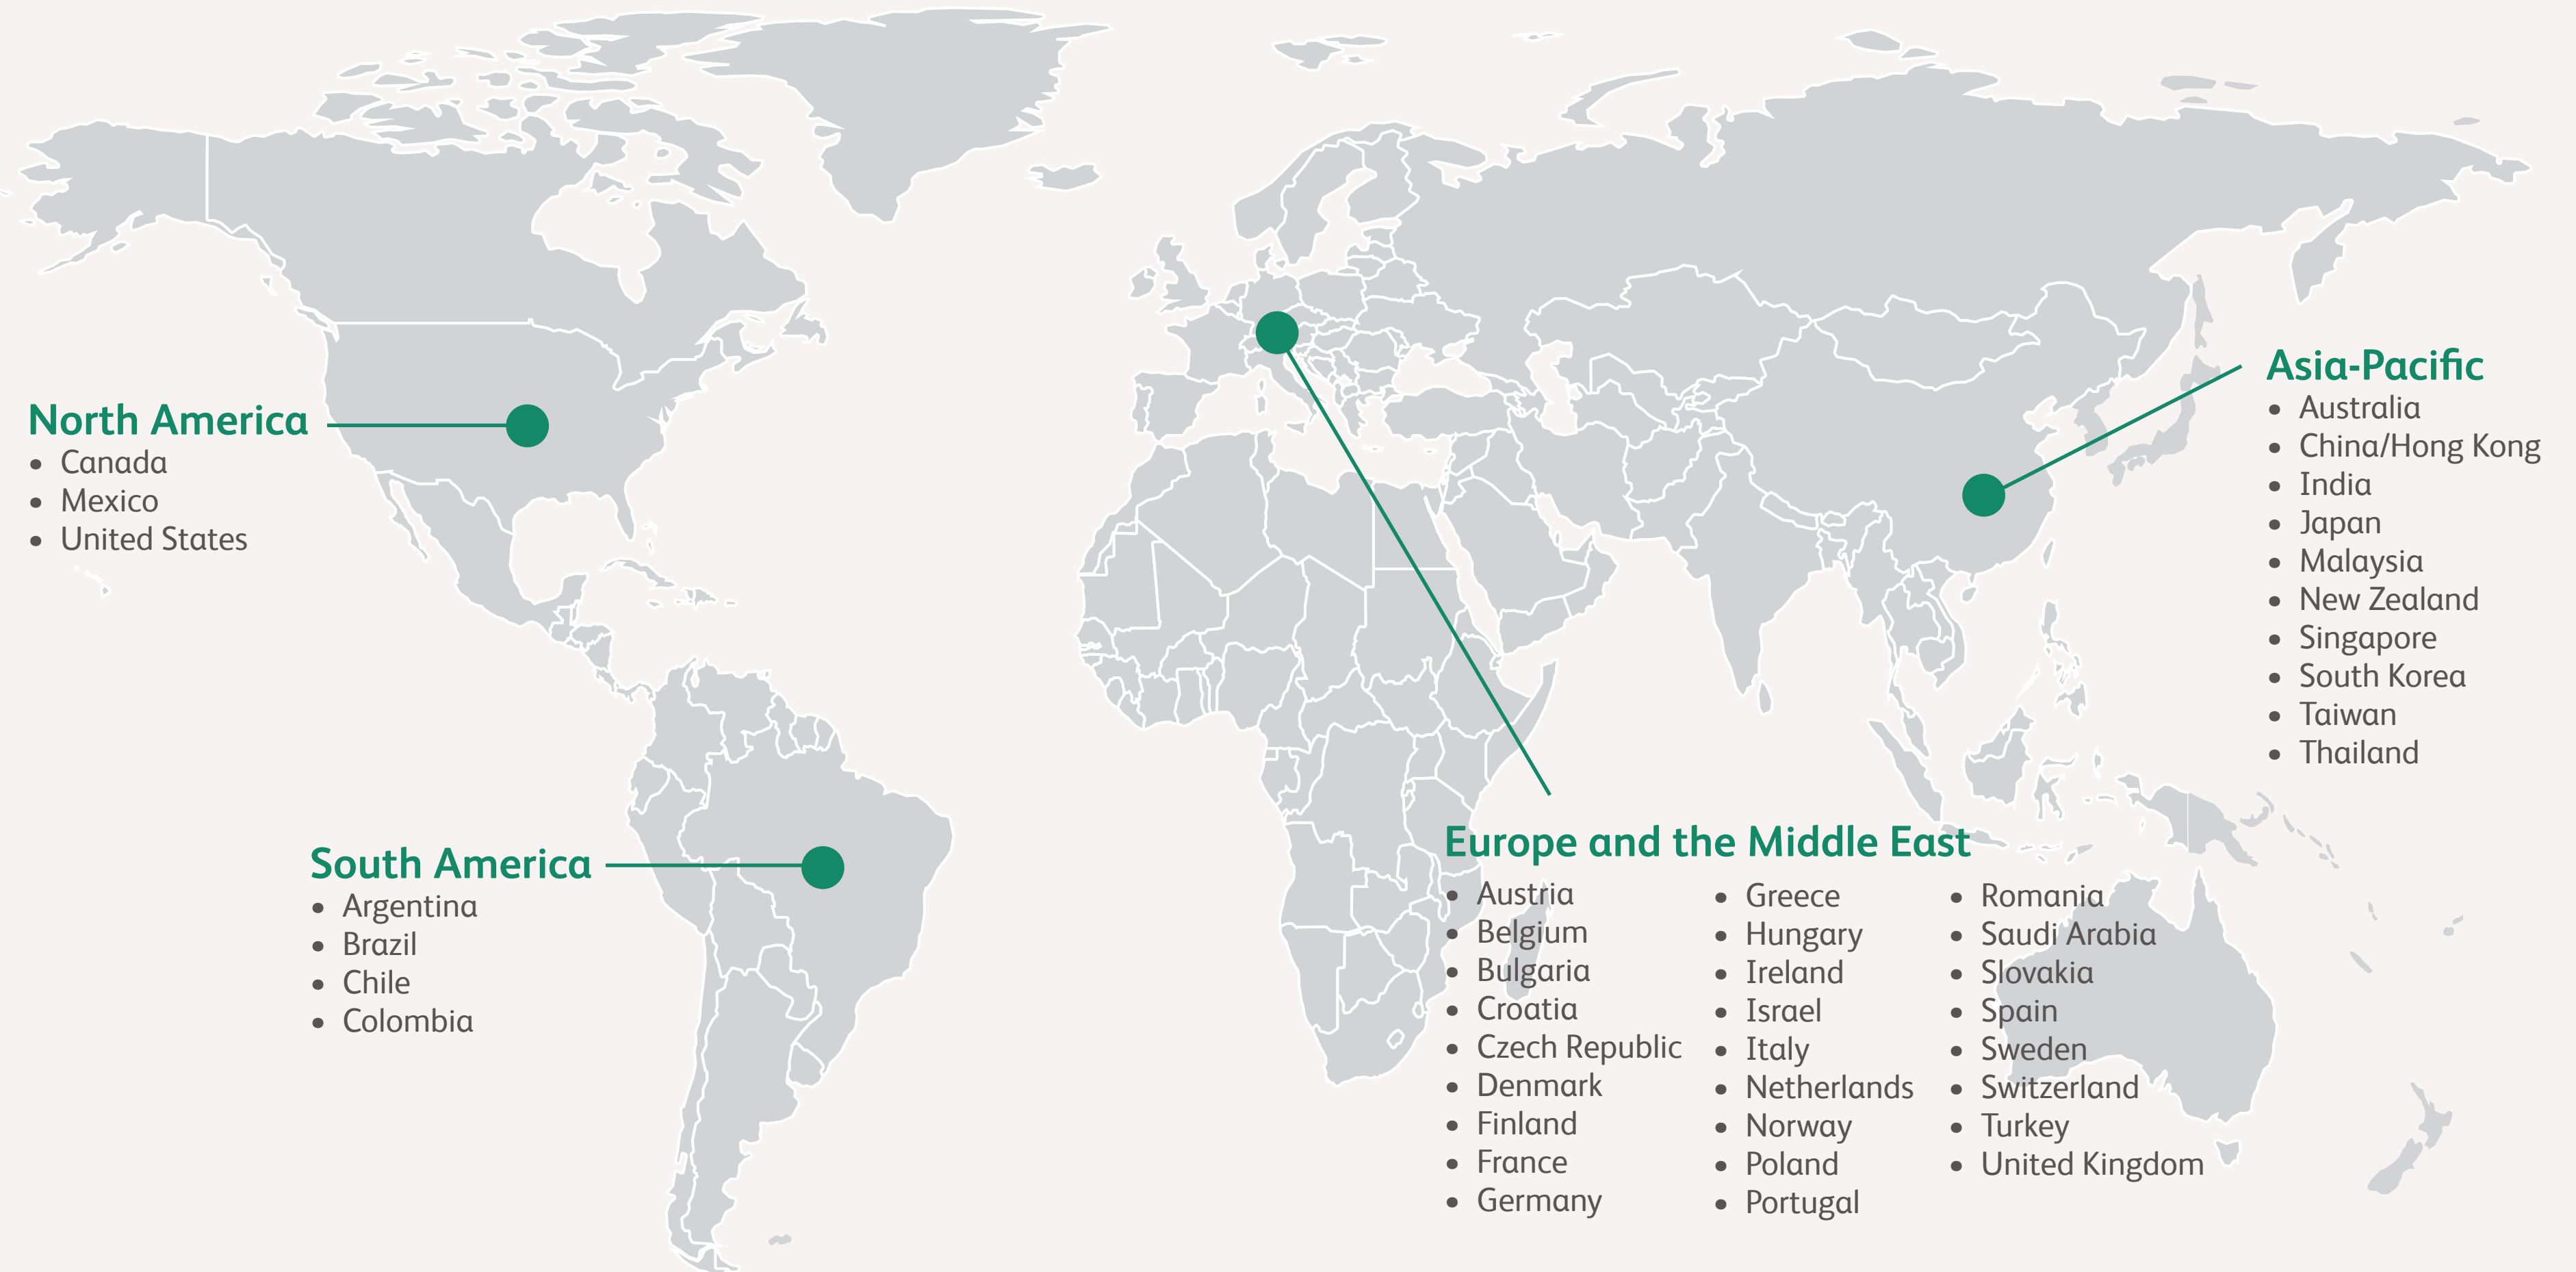 North America
• Canada
• Mexico
• United States
South America
• Argentina
• Brazil
• Chile
• Colombia
Europe and the Middle East
• Austria
• Belgium
• Bulgaria
• Croatia
• Czech Republic
• Denmark
• Finland
• France
• Germany
• Greece
• Hungary
• Ireland
• Israel
• Italy
• Netherlands
• Norway
• Poland
• Portugal
• Romania
• Saudi Arabia
• Slovakia
• Spain
• Sweden
• Switzerland
• Turkey
• United Kingdom
Asia-Pacific
• Australia
• China/Hong Kong
• India
• Japan
• Malaysia
• New Zealand
• Singapore
• South Korea
• Taiwan
• Thailand